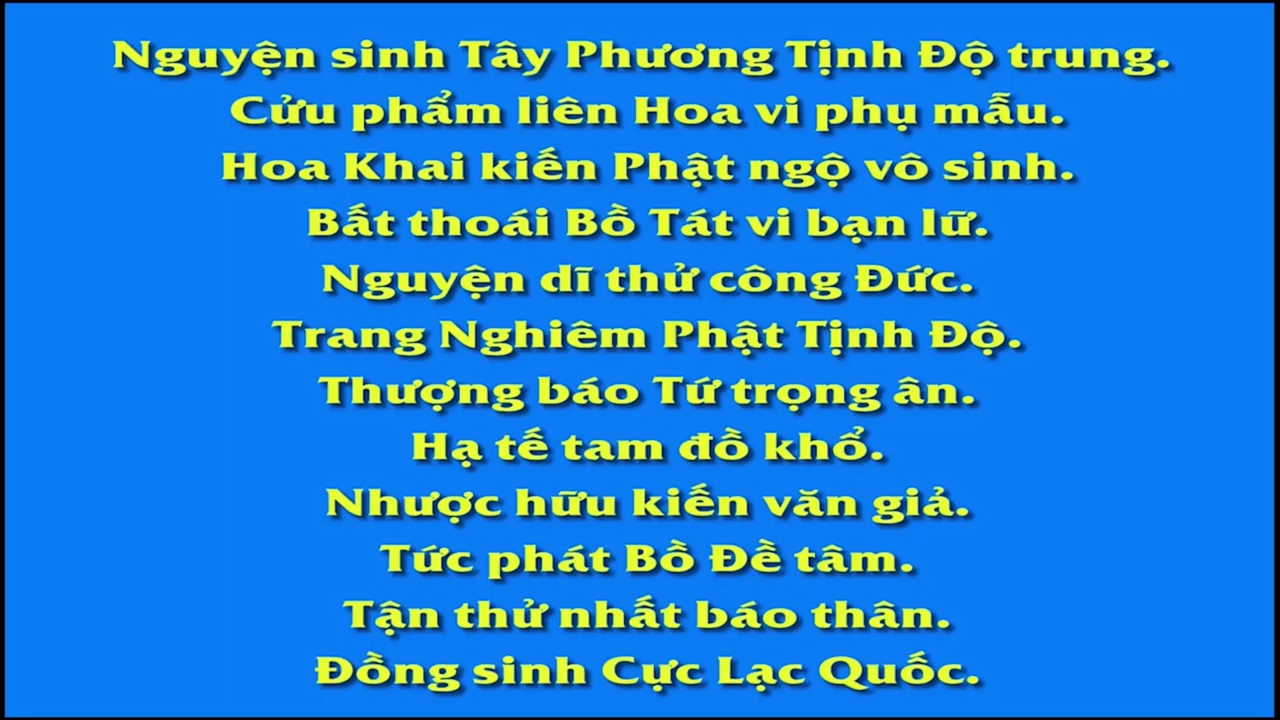 Nguyện sinh Tây Phương Tịnh Độ trung.
Cửu phẩm liên Hoa vi phụ mẫu.
Hoa Khai kiến Phật ngộ vô sinh.
Bất thoái Bồ Tát vi bạn lữ.
Nguyện dĩ thử công Đức.
Trang Nghiêm Phật Tịnh Độ.
Thượng báo Tứ trọng ân.
Hạ tế tam đồ khổ.
Nhược hữu kiến văn giả.
Tức phát Bồ Đề tâm.
Tận thử nhất báo thân.
Đồng sinh Cực Lạc Quốc.